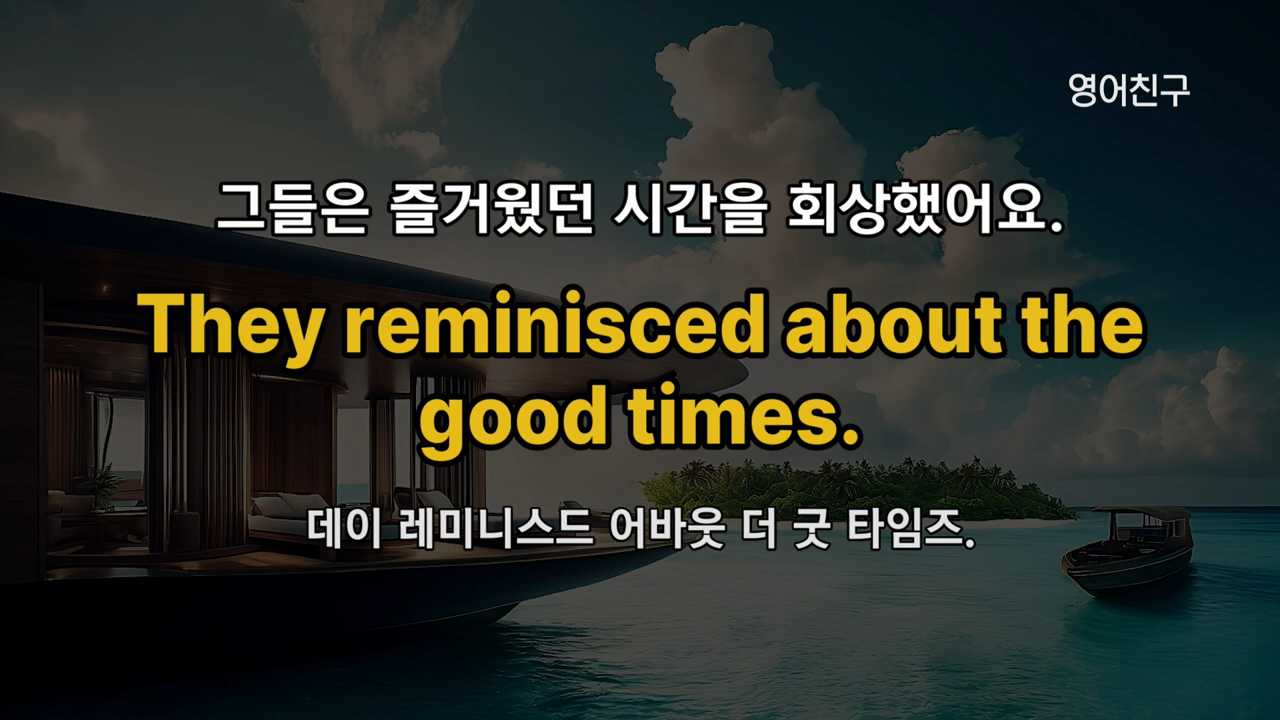 영어친구
그들은 즐거웠던 시간을 회상했어요.
They reminisced about the
good times.
데이 레미니스드 어바웃 더 굿 타임즈.